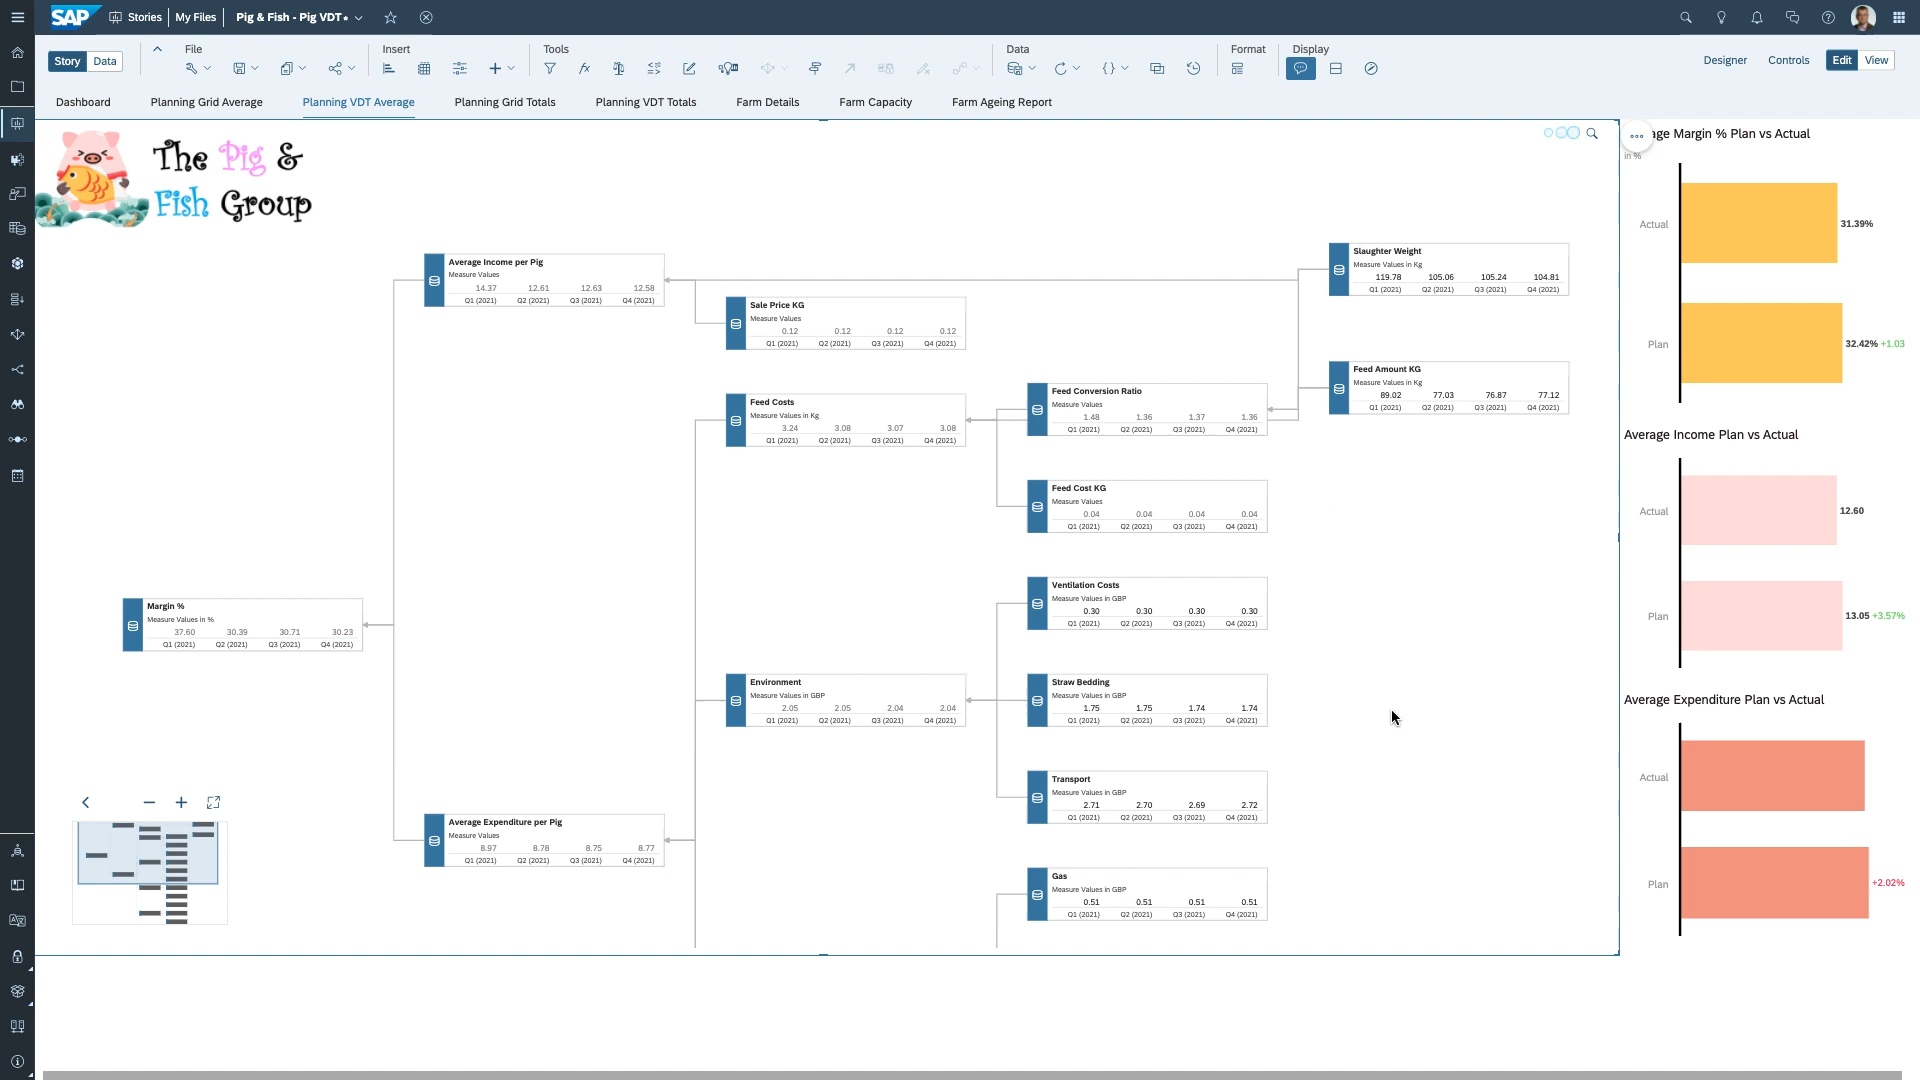 SAP Stories My Files Pig & Fish - Pig VDT*
Story Data
File Insert Tools Data Format Display
Designer Controls Edit View
Dashboard Planning Grid Average Planning VDT Average Planning Grid Totals Planning VDT Totals Farm Details Farm Capacity Farm Ageing Report
The Pig &
Fish Group
Average Income per Pig
Measure Values
14.37 12.61 12.63 12.58
Q1 (2021) Q2 (2021) Q3 (2021) Q4 (2021)
Slaughter Weight
Measure Values in Kg
119.78 105.06 105.24 104.81
Q1 (2021) Q2 (2021) Q3 (2021) Q4 (2021)
Sale Price KG
Measure Values
0.12 0.12 0.12 0.12
Q1 (2021) Q2 (2021) Q3 (2021) Q4 (2021)
Feed Amount KG
Measure Values in Kg
89.02 77.03 76.87 77.12
Q1 (2021) Q2 (2021) Q3 (2021) Q4 (2021)
Feed Costs
Measure Values in Kg
3.24 3.08 3.07 3.08
Q1 (2021) Q2 (2021) Q3 (2021) Q4 (2021)
Feed Conversion Ratio
Measure Values
1.48 1.36 1.37 1.36
Q1 (2021) Q2 (2021) Q3 (2021) Q4 (2021)
Feed Cost KG
Measure Values
0.04 0.04 0.04 0.04
Q1 (2021) Q2 (2021) Q3 (2021) Q4 (2021)
Ventilation Costs
Measure Values in GBP
0.30 0.30 0.30 0.30
Q1 (2021) Q2 (2021) Q3 (2021) Q4 (2021)
Margin %
Measure Values in %
37.60 30.39 30.71 30.23
Q1 (2021) Q2 (2021) Q3 (2021) Q4 (2021)
Environment
Measure Values in GBP
2.05 2.05 2.04 2.04
Q1 (2021) Q2 (2021) Q3 (2021) Q4 (2021)
Straw Bedding
Measure Values in GBP
1.75 1.75 1.74 1.74
Q1 (2021) Q2 (2021) Q3 (2021) Q4 (2021)
Transport
Measure Values in GBP
2.71 2.70 2.69 2.72
Q1 (2021) Q2 (2021) Q3 (2021) Q4 (2021)
Average Expenditure per Pig
Measure Values
8.97 8.78 8.75 8.77
Q1 (2021) Q2 (2021) Q3 (2021) Q4 (2021)
Gas
Measure Values in GBP
0.51 0.51 0.51 0.51
Q1 (2021) Q2 (2021) Q3 (2021) Q4 (2021)
age Margin % Plan vs Actual
in %
Actual 31.39%
Plan 32.42% +1.03
Average Income Plan vs Actual
Actual 12.60
Plan 13.05 +3.57%
Average Expenditure Plan vs Actual
Actual
Plan +2.02%